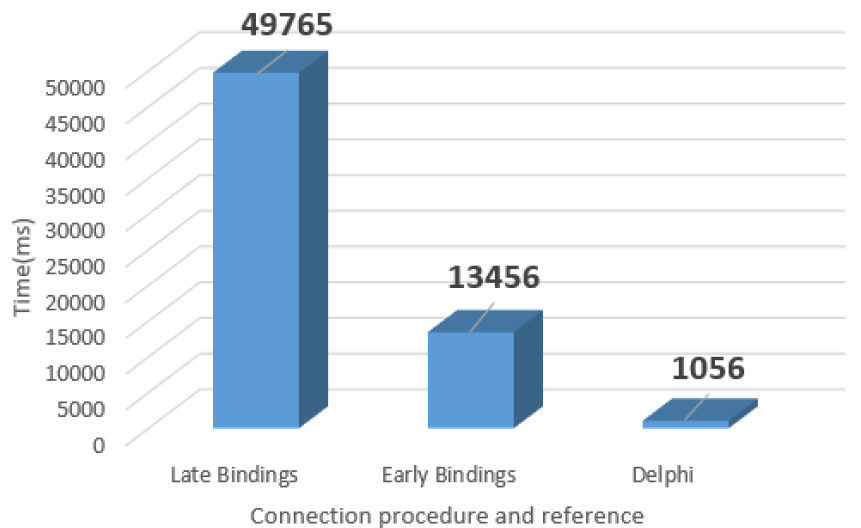 49765
50000
45000
40000
35000
30000
25000
20000
15000
10000
5000
0
Time(ms)
13456
1056
Late Bindings
Early Bindings
Delphi
Connection procedure and reference